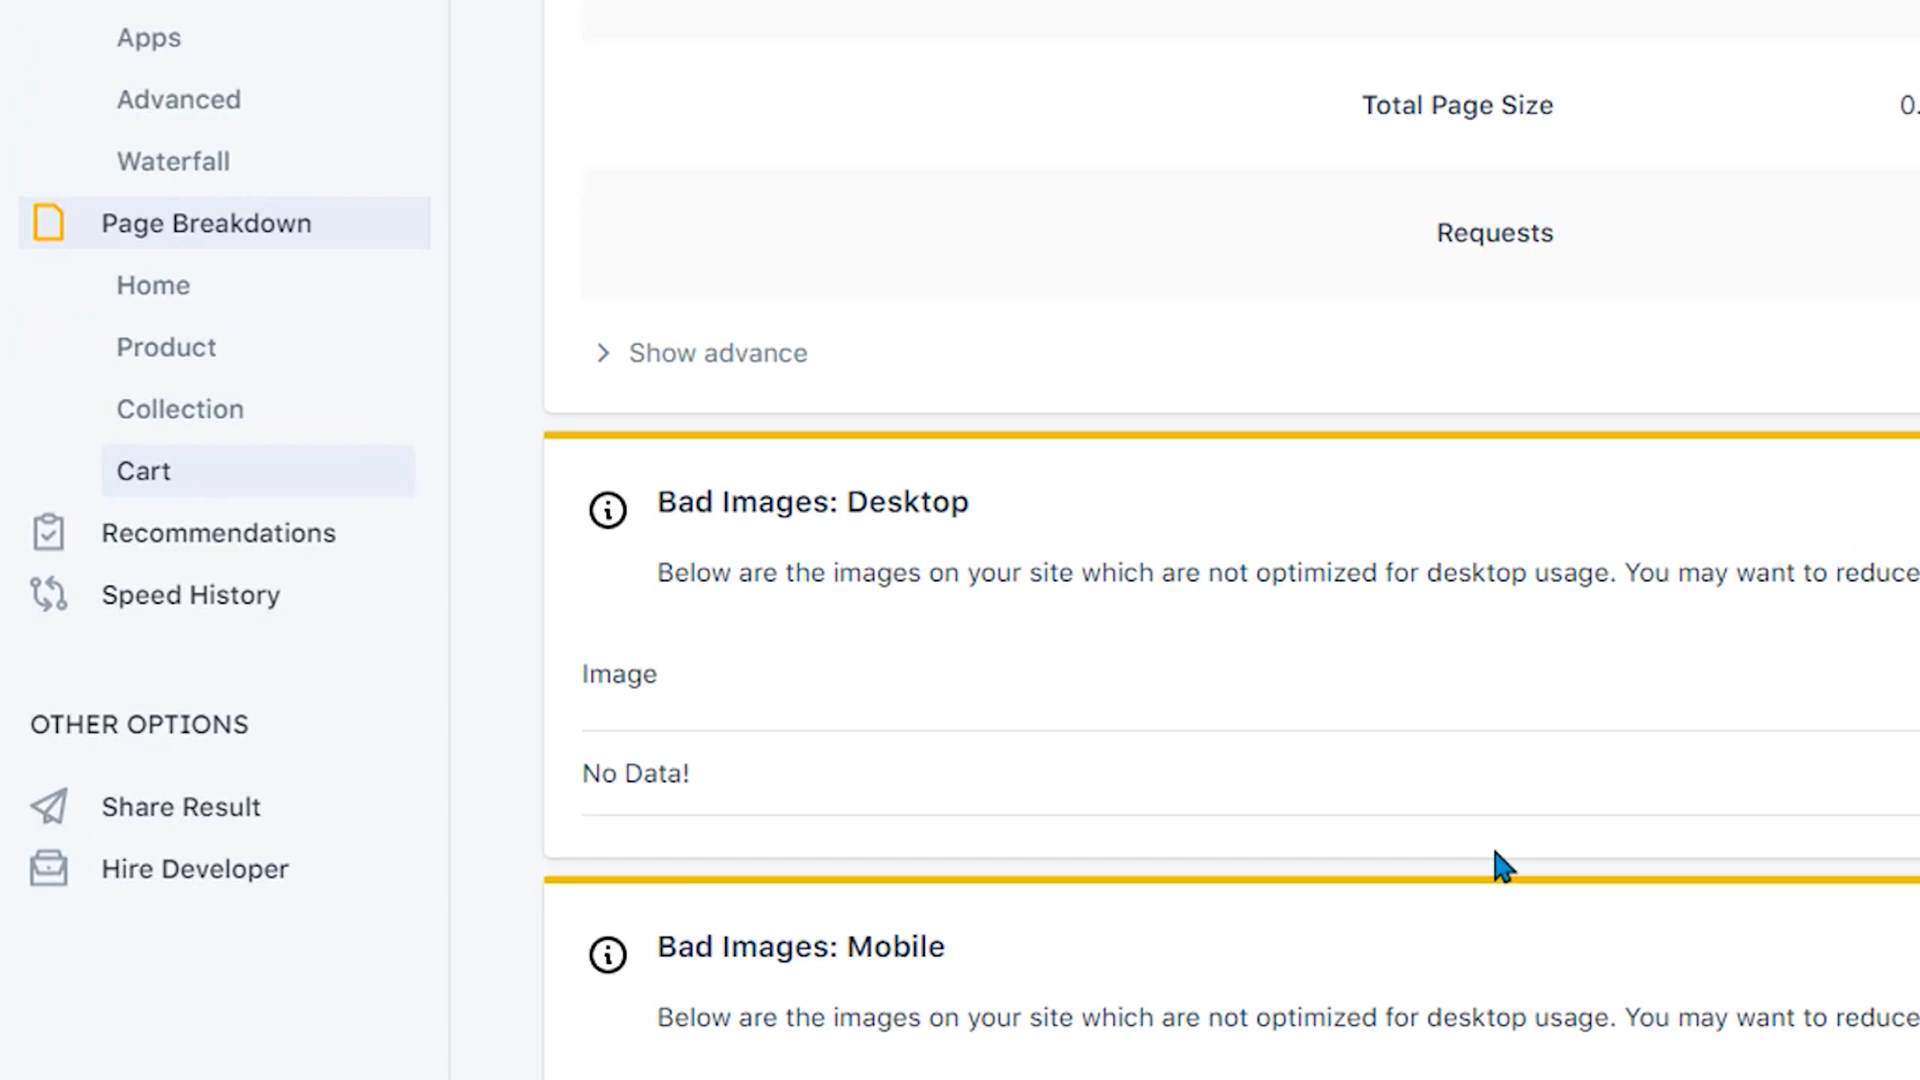 Apps
Advanced
Waterfall
Page Breakdown
Home
Product
Collection
Cart
Recommendations
Speed History
OTHER OPTIONS
Share Result
Hire Developer
Total Page Size 0.
Requests
Show advance
Bad Images: Desktop
Below are the images on your site which are not optimized for desktop usage. You may want to reduce
Image
No Data!
Bad Images: Mobile
Below are the images on your site which are not optimized for desktop usage. You may want to reduce